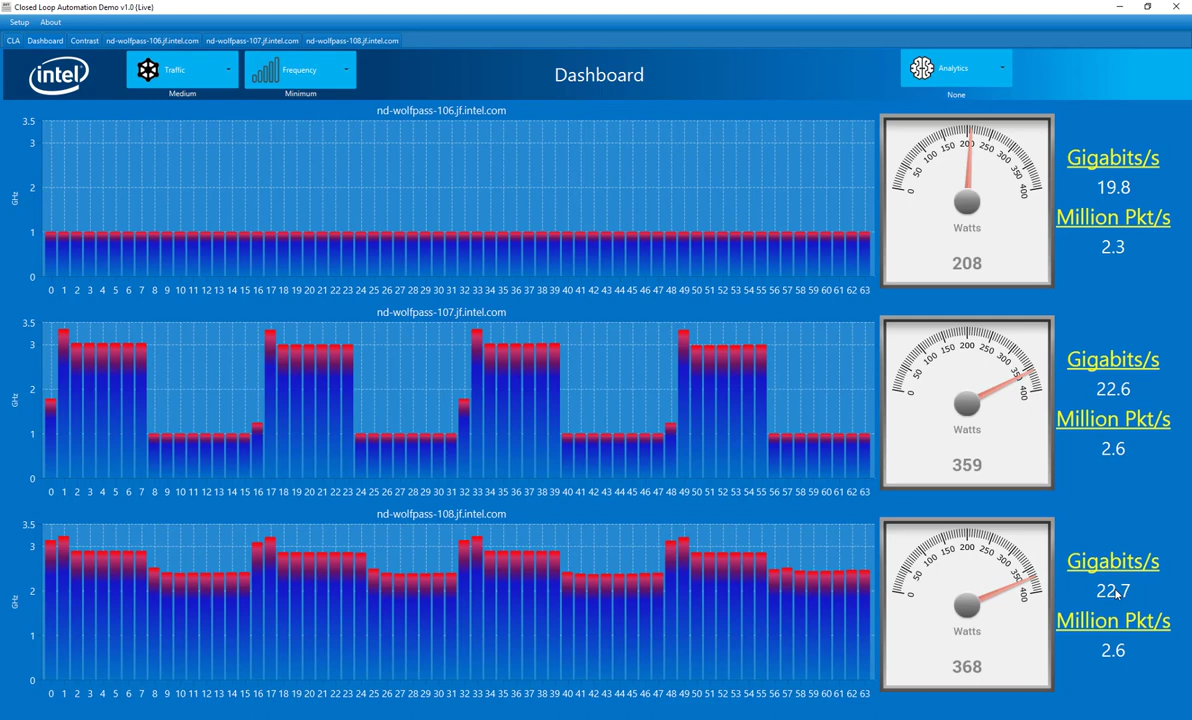 Closed Loop Automation Demo v1.0 (Live)
Setup About
CLA Dashboard Contrast nd-wolfpass-106.jf.intel.com nd-wolfpass-107.jf.intel.com nd-wolfpass-108.jf.intel.com
intel Traffic Frequency Dashboard Analytics
Medium Minimum None
nd-wolfpass-106.jf.intel.com
3.5
3
2
1
0
GHz
0 1 2 3 4 5 6 7 8 9 10 11 12 13 14 15 16 17 18 19 20 21 22 23 24 25 26 27 28 29 30 31 32 33 34 35 36 37 38 39 40 41 42 43 44 45 46 47 48 49 50 51 52 53 54 55 56 57 58 59 60 61 62 63
0 50 100 150 200 250 300 350 400
Watts
208
Gigabits/s
19.8
Million Pkt/s
2.3
nd-wolfpass-107.jf.intel.com
3.5
3
2
1
0
GHz
0 1 2 3 4 5 6 7 8 9 10 11 12 13 14 15 16 17 18 19 20 21 22 23 24 25 26 27 28 29 30 31 32 33 34 35 36 37 38 39 40 41 42 43 44 45 46 47 48 49 50 51 52 53 54 55 56 57 58 59 60 61 62 63
0 50 100 150 200 250 300 350 400
Watts
359
Gigabits/s
22.6
Million Pkt/s
2.6
nd-wolfpass-108.jf.intel.com
3.5
3
2
1
0
GHz
0 1 2 3 4 5 6 7 8 9 10 11 12 13 14 15 16 17 18 19 20 21 22 23 24 25 26 27 28 29 30 31 32 33 34 35 36 37 38 39 40 41 42 43 44 45 46 47 48 49 50 51 52 53 54 55 56 57 58 59 60 61 62 63
0 50 100 150 200 250 300 350 400
Watts
368
Gigabits/s
22.7
Million Pkt/s
2.6